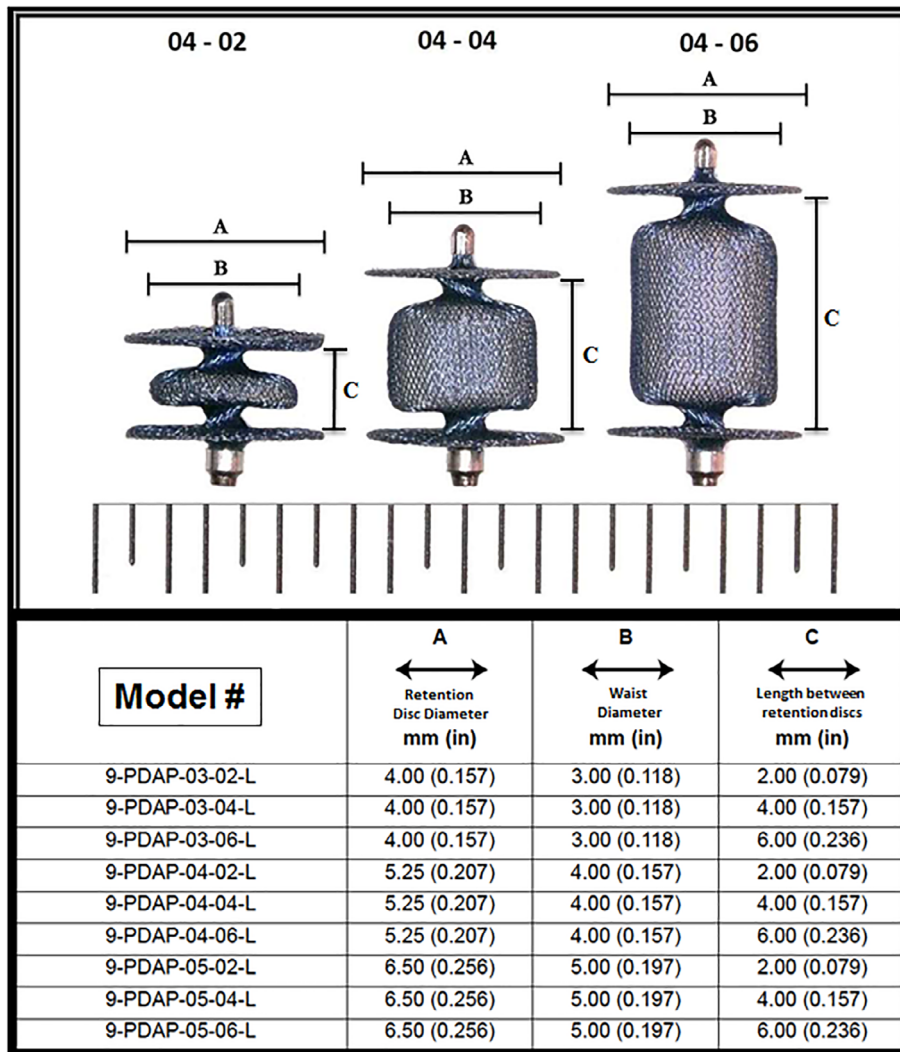 04 - 02 04 - 04 04 - 06
A
B
C
A
B
C
A
B
C
Model #
A
Retention
Disc Diameter
mm (in)
B
Waist
Diameter
mm (in)
C
Length between
retention discs
mm (in)
9-PDAP-03-02-L 4.00 (0.157) 3.00 (0.118) 2.00 (0.079)
9-PDAP-03-04-L 4.00 (0.157) 3.00 (0.118) 4.00 (0.157)
9-PDAP-03-06-L 4.00 (0.157) 3.00 (0.118) 6.00 (0.236)
9-PDAP-04-02-L 5.25 (0.207) 4.00 (0.157) 2.00 (0.079)
9-PDAP-04-04-L 5.25 (0.207) 4.00 (0.157) 4.00 (0.157)
9-PDAP-04-06-L 5.25 (0.207) 4.00 (0.157) 6.00 (0.236)
9-PDAP-05-02-L 6.50 (0.256) 5.00 (0.197) 2.00 (0.079)
9-PDAP-05-04-L 6.50 (0.256) 5.00 (0.197) 4.00 (0.157)
9-PDAP-05-06-L 6.50 (0.256) 5.00 (0.197) 6.00 (0.236)